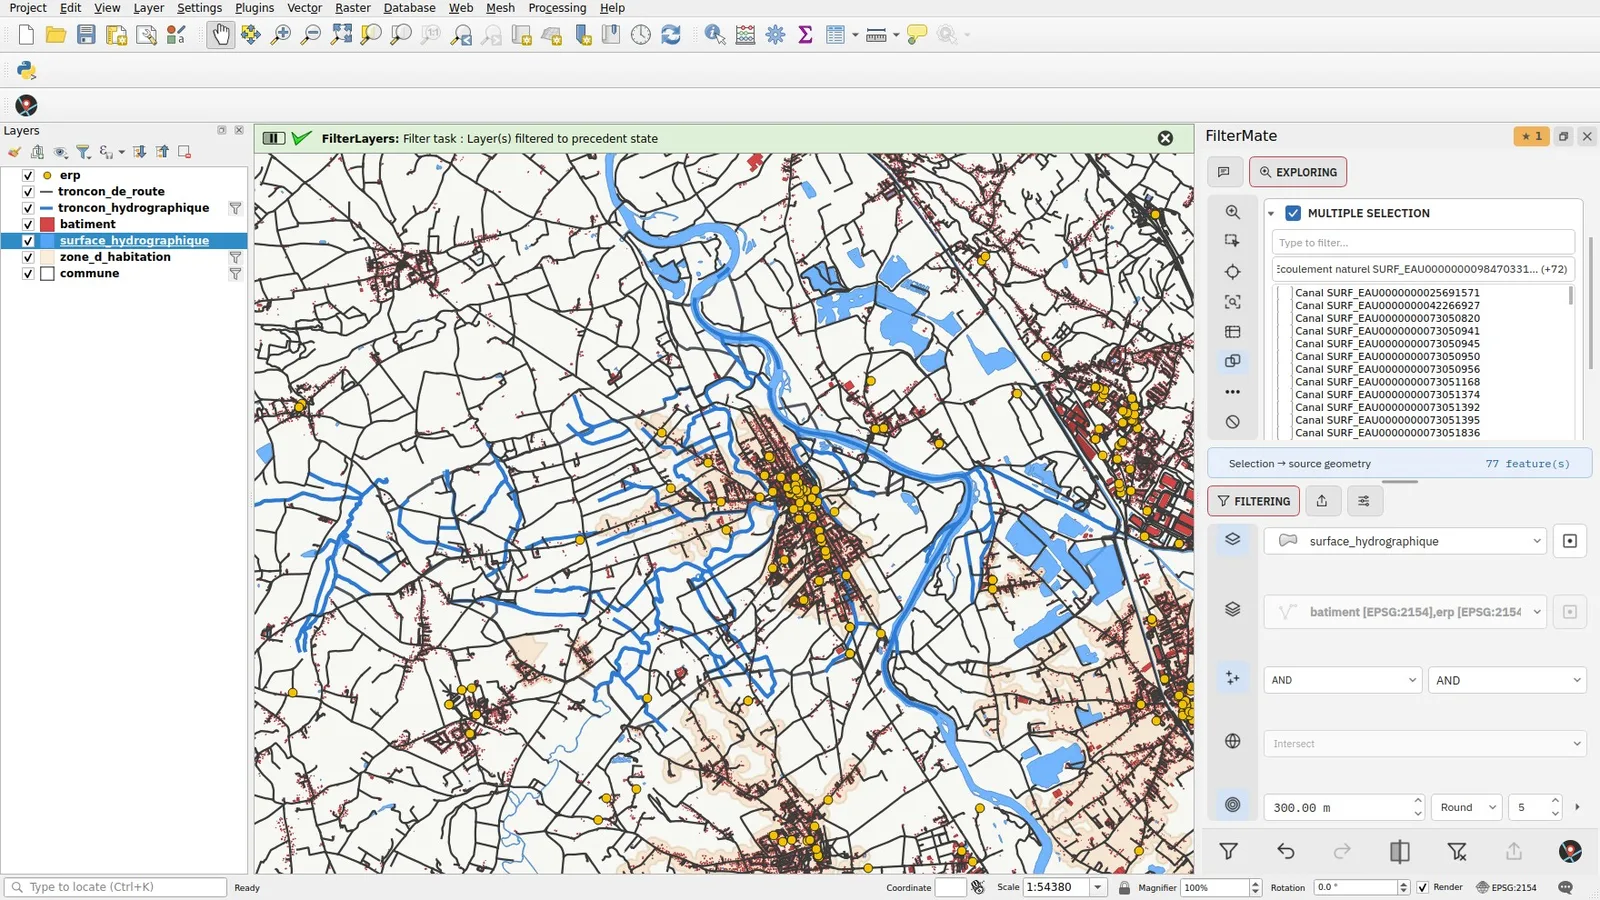 Project Edit View Layer Settings Plugins Vector Raster Database Web Mesh Processing Help
Layers
FilterLayers: Filter task : Layer(s) filtered to precedent state
erp
troncon_de_route
troncon_hydrographique
batiment
surface_hydrographique
zone_d_habitation
commune
FilterMate
★ 1
EXPLORING
MULTIPLE SELECTION
Type to filter...
Ecoulement naturel SURF_EAU0000000098470331... (+72)
Canal SURF_EAU0000000025691571
Canal SURF_EAU0000000042266927
Canal SURF_EAU0000000073050820
Canal SURF_EAU0000000073050941
Canal SURF_EAU0000000073050945
Canal SURF_EAU0000000073050950
Canal SURF_EAU0000000073050956
Canal SURF_EAU0000000073051168
Canal SURF_EAU0000000073051374
Canal SURF_EAU0000000073051392
Canal SURF_EAU0000000073051395
Canal SURF_EAU0000000073051836
Selection → source geometry 77 feature(s)
FILTERING
surface_hydrographique
batiment [EPSG:2154],erp [EPSG:2154
AND AND
Intersect
300.00 m Round 5
Type to locate (Ctrl+K) Ready Coordinate Scale 1:54380 Magnifier 100% Rotation 0.0 ° Render EPSG:2154